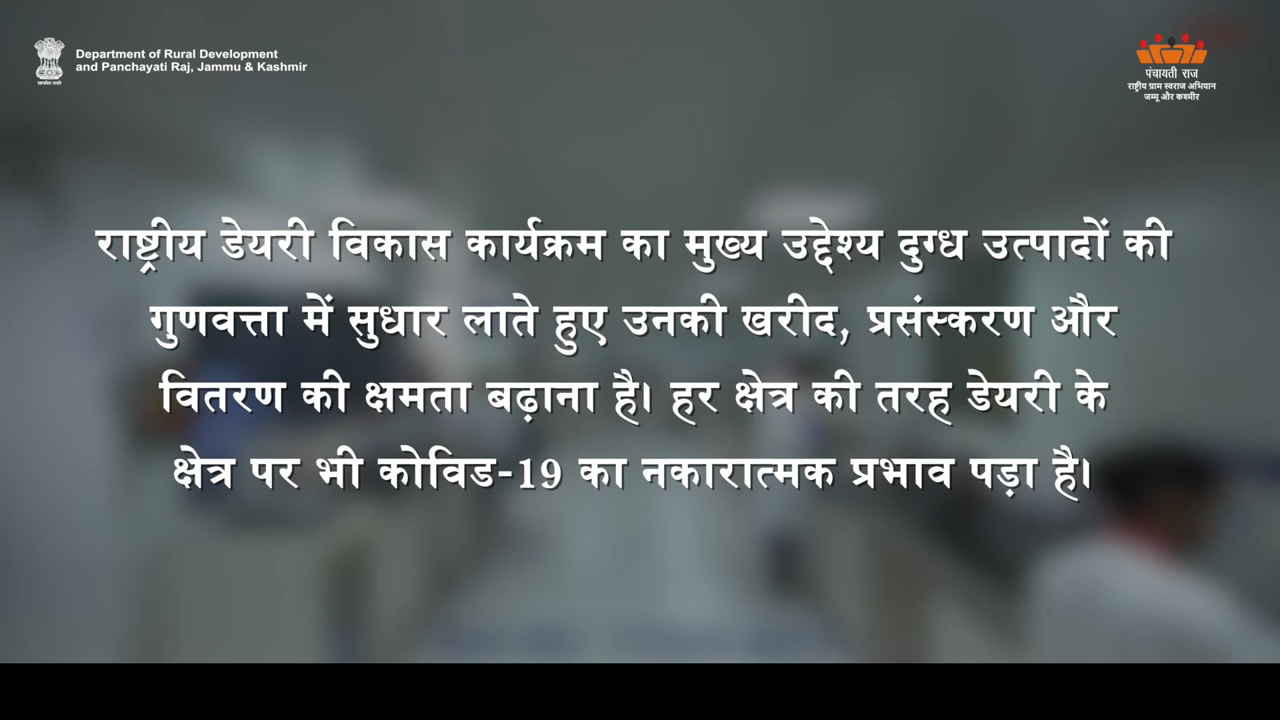 Department of Rural Development
and Panchayati Raj, Jammu & Kashmir
पंचायती राज
राष्ट्रीय ग्राम स्वराज अभियान
जम्मू और कश्मीर
राष्ट्रीय डेयरी विकास कार्यक्रम का मुख्य उद्देश्य दुग्ध उत्पादों की
गुणवत्ता में सुधार लाते हुए उनकी खरीद, प्रसंस्करण और
वितरण की क्षमता बढ़ाना है। हर क्षेत्र की तरह डेयरी के
क्षेत्र पर भी कोविड-19 का नकारात्मक प्रभाव पड़ा है।